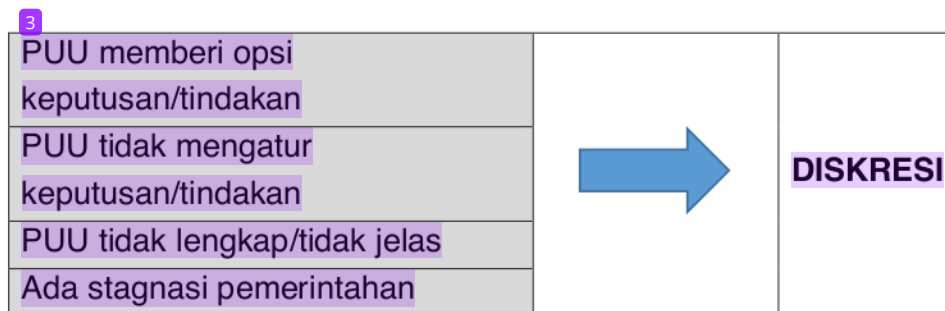 3
PUU memberi opsi
keputusan/tindakan
PUU tidak mengatur
keputusan/tindakan
PUU tidak lengkap/tidak jelas
Ada stagnasi pemerintahan
DISKRESI